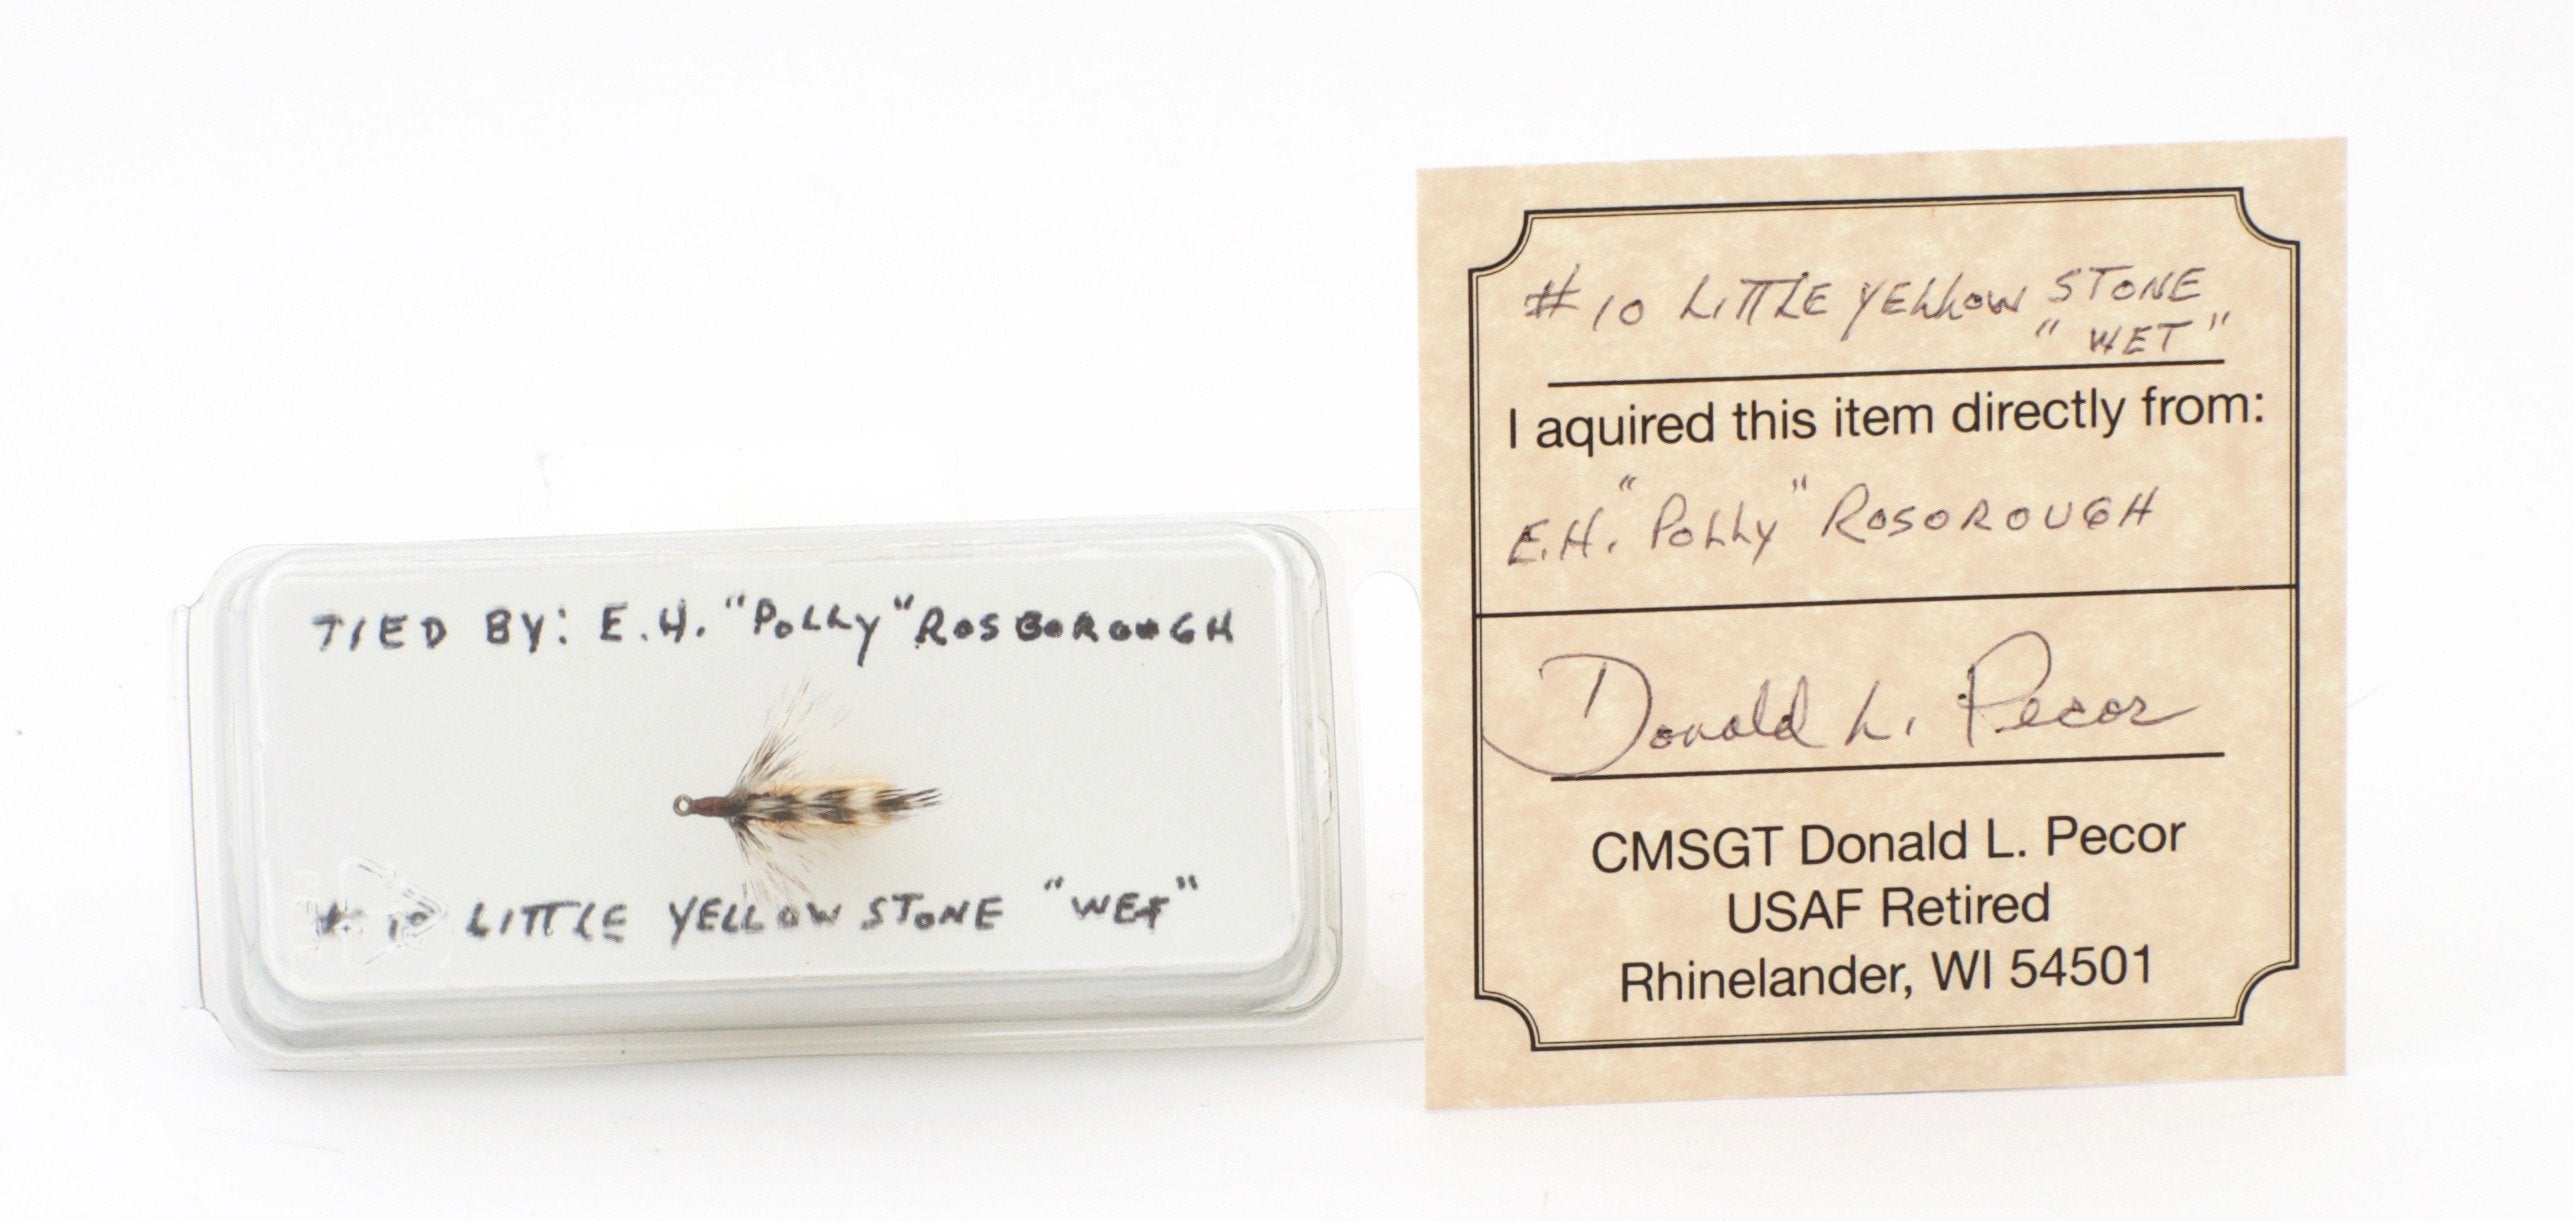 TIED BY: E.H. "POLLY" ROSBOROUGH
# 10 LITTLE YELLOW STONE "WET"
# 10 LITTLE YELLOW STONE
"WET"
I aquired this item directly from:
E.H. "POLLY" ROSOROUGH
Donald L. Pecor
CMSGT Donald L. Pecor
USAF Retired
Rhinelander, WI 54501